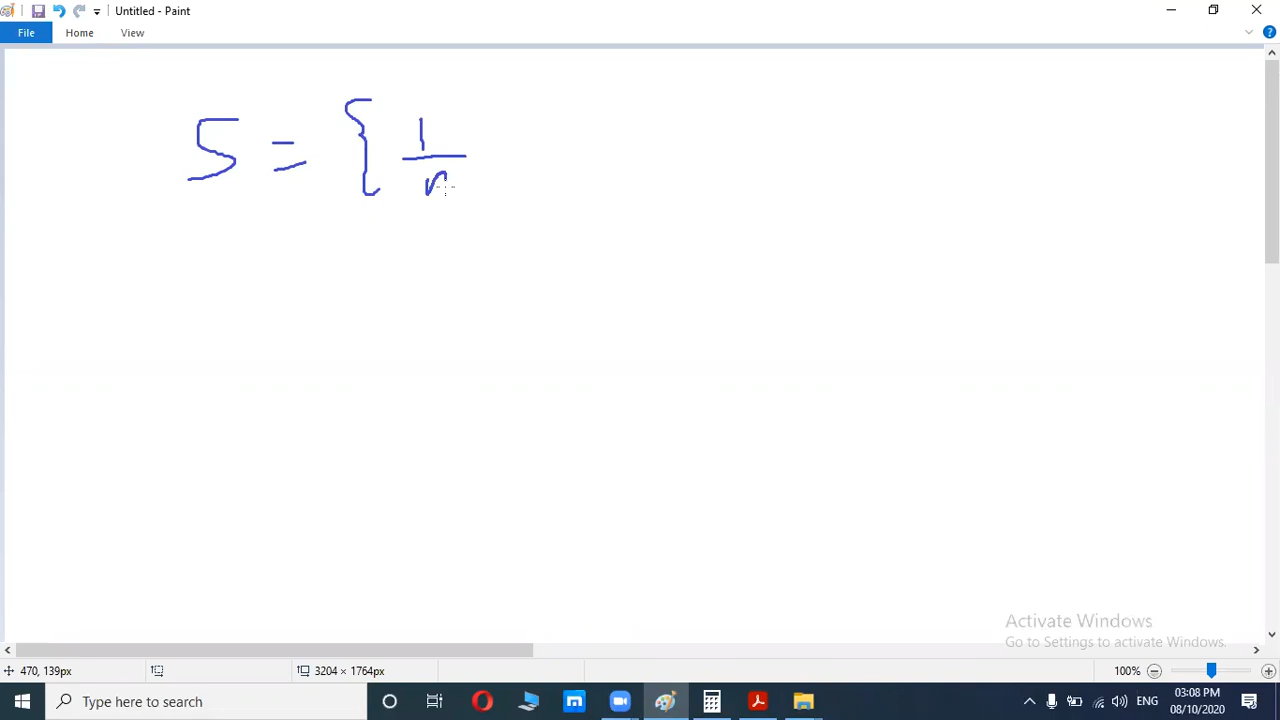 Untitled - Paint
File Home View
S = { 1/n
Activate Windows
Go to Settings to activate Windows.
470, 139px 3204 × 1764px 100%
Type here to search
ENG
03:08 PM
08/10/2020